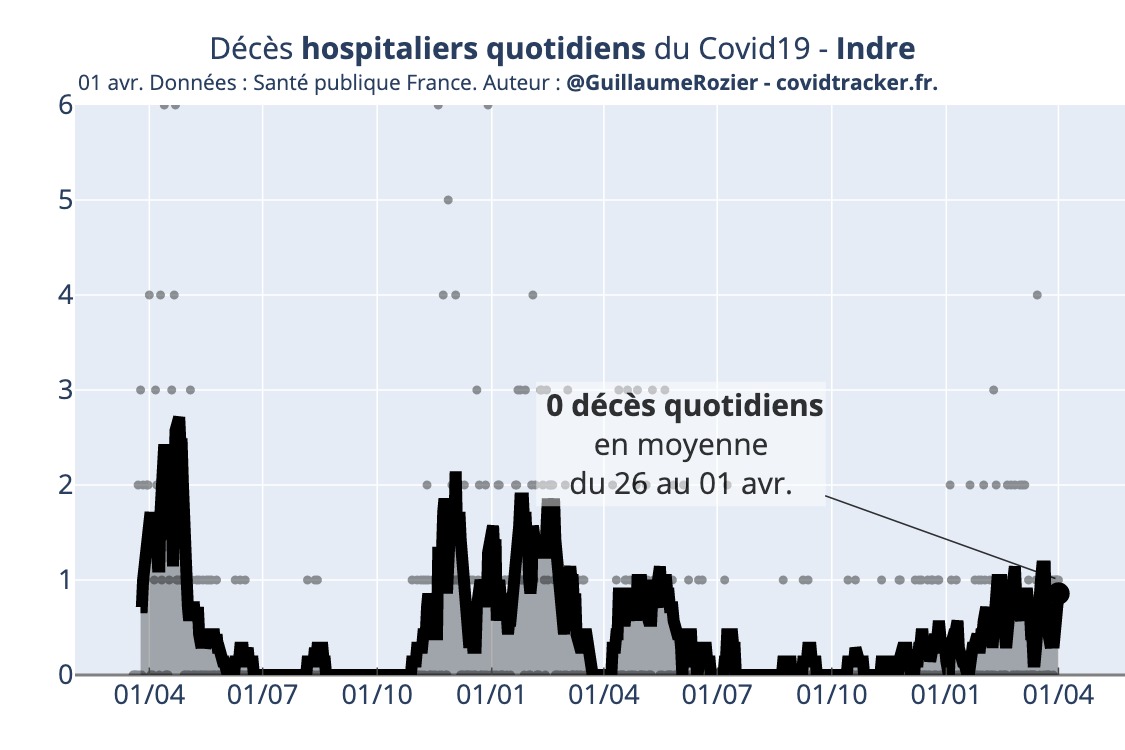 Décès hospitaliers quotidiens du Covid19 - Indre
01 avr. Données : Santé publique France. Auteur : @GuillaumeRozier - covidtracker.fr.
6
5
4
3
0 décès quotidiens
en moyenne
2
du 26 au 01 avr.
1
0
01/04 01/07 01/10 01/01 01/04 01/07 01/10 01/01 01/04